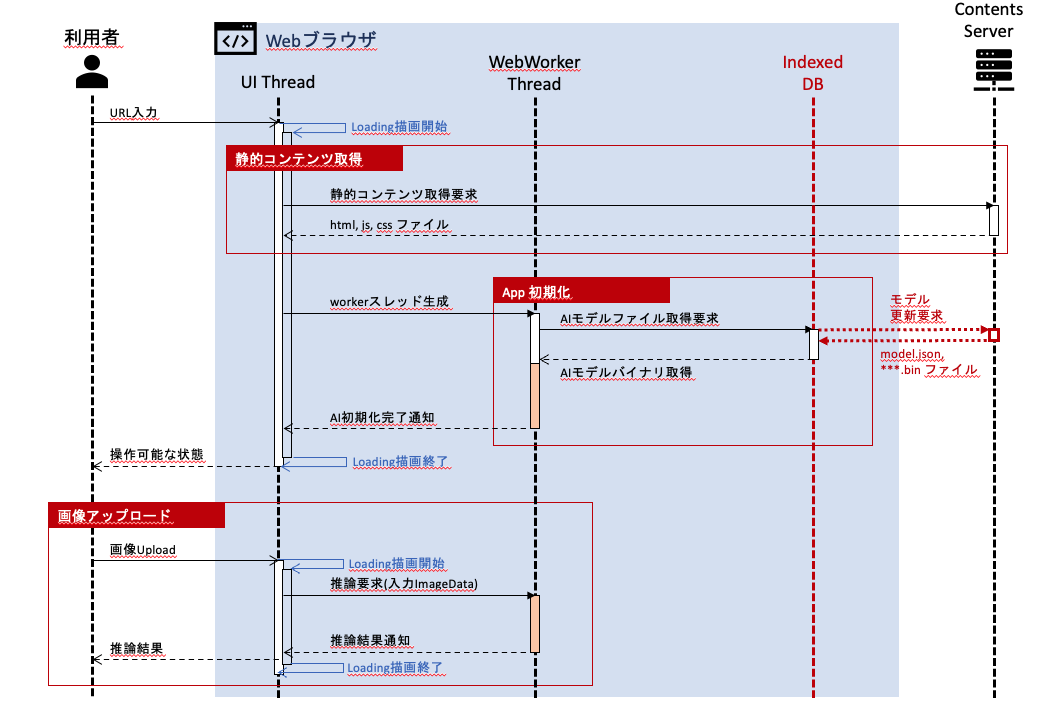 利用者
</>
Webブラウザ
Contents
Server
UI Thread
WebWorker
Thread
Indexed
DB
URL入力
Loading描画開始
静的コンテンツ取得
静的コンテンツ取得要求
html, js, css ファイル
App 初期化
workerスレッド生成
AIモデルファイル取得要求
モデル
更新要求
model.json,
***.bin ファイル
AIモデルバイナリ取得
AI初期化完了通知
操作可能な状態
Loading描画終了
画像アップロード
画像Upload
Loading描画開始
推論要求(入力ImageData)
推論結果通知
推論結果
Loading描画終了